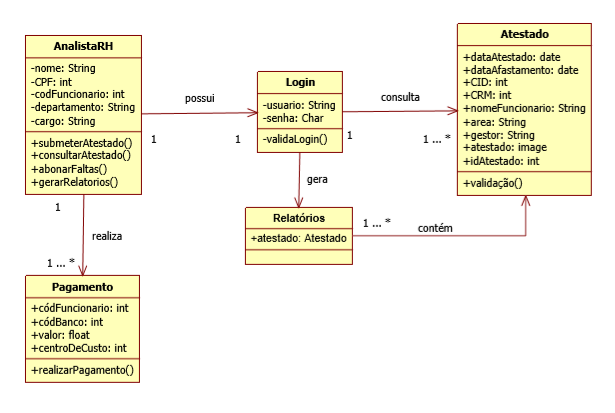 AnalistaRH
-nome: String
-CPF: int
-codFuncionario: int
-departamento: String
-cargo: String
+submeterAtestado()
+consultarAtestado()
+abonarFaltas()
+gerarRelatorios()
possui
1
1
Login
-usuario: String
-senha: Char
-validaLogin()
consulta
1
1 ... *
Atestado
+dataAtestado: date
+dataAfastamento: date
+CID: int
+CRM: int
+nomeFuncionario: String
+area: String
+gestor: String
+atestado: image
+idAtestado: int
+validação()
gera
Relatórios
+atestado: Atestado
1 ... *
contém
1
realiza
1 ... *
Pagamento
+códFuncionario: int
+códBanco: int
+valor: float
+centroDeCusto: int
+realizarPagamento()